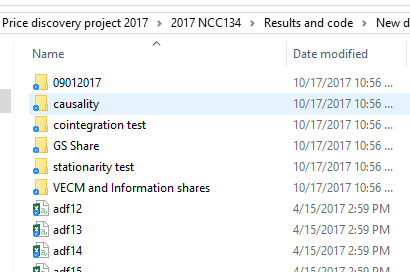 Price discovery project 2017 > 2017 NCC134 > Results and code > New d
Name Date modified
09012017 10/17/2017 10:56 ...
causality 10/17/2017 10:56 ...
cointegration test 10/17/2017 10:56 ...
GS Share 10/17/2017 10:56 ...
stationarity test 10/17/2017 10:56 ...
VECM and Information shares 10/17/2017 10:56 ...
adf12 4/15/2017 2:59 PM
adf13 4/15/2017 2:59 PM
adf14 4/15/2017 2:59 PM
adf15 4/15/2017 2:59 PM